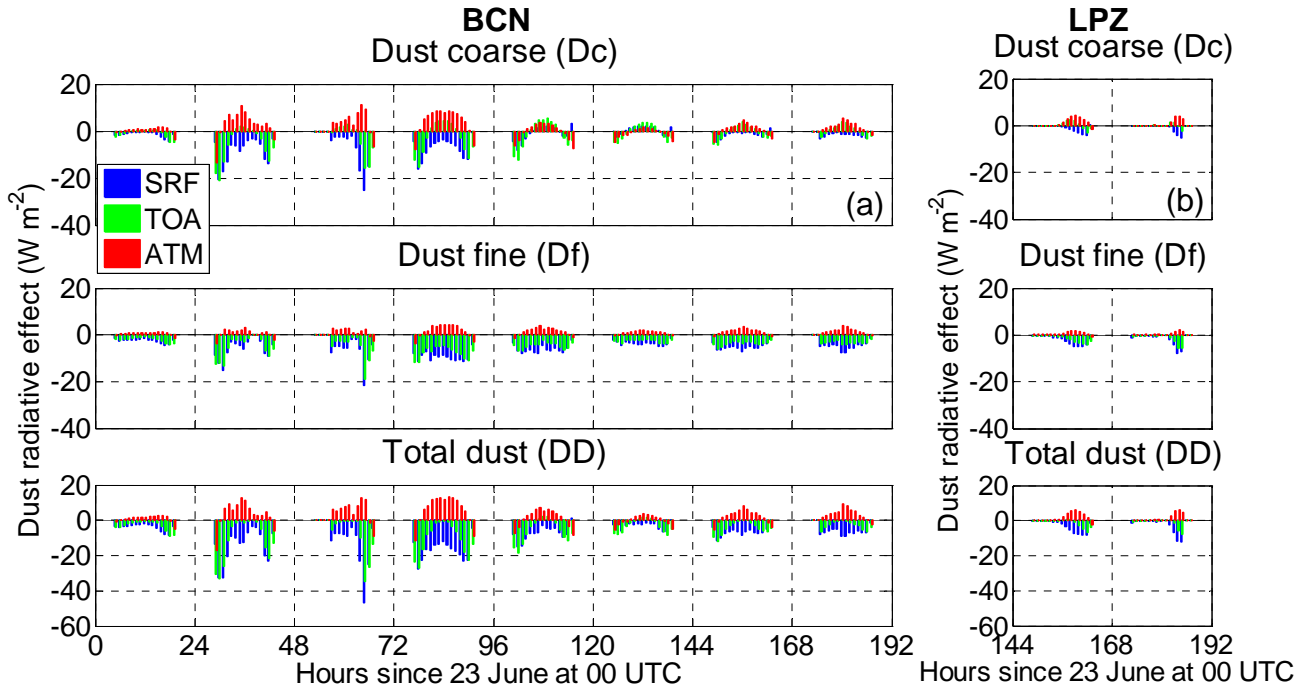 BCN
Dust coarse (Dc)
20
0
-20
-40
SRF
TOA
ATM
(a)
Dust fine (Df)
20
0
-20
-40
Total dust (DD)
20
0
-20
-40
-60
0 24 48 72 96 120 144 168 192
Hours since 23 June at 00 UTC
Dust radiative effect (W m-2)
LPZ
Dust coarse (Dc)
20
0
-20
-40
(b)
Dust fine (Df)
20
0
-20
-40
Total dust (DD)
20
0
-20
-40
-60
144 168 192
Hours since 23 June at 00 UTC
Dust radiative effect (W m-2)